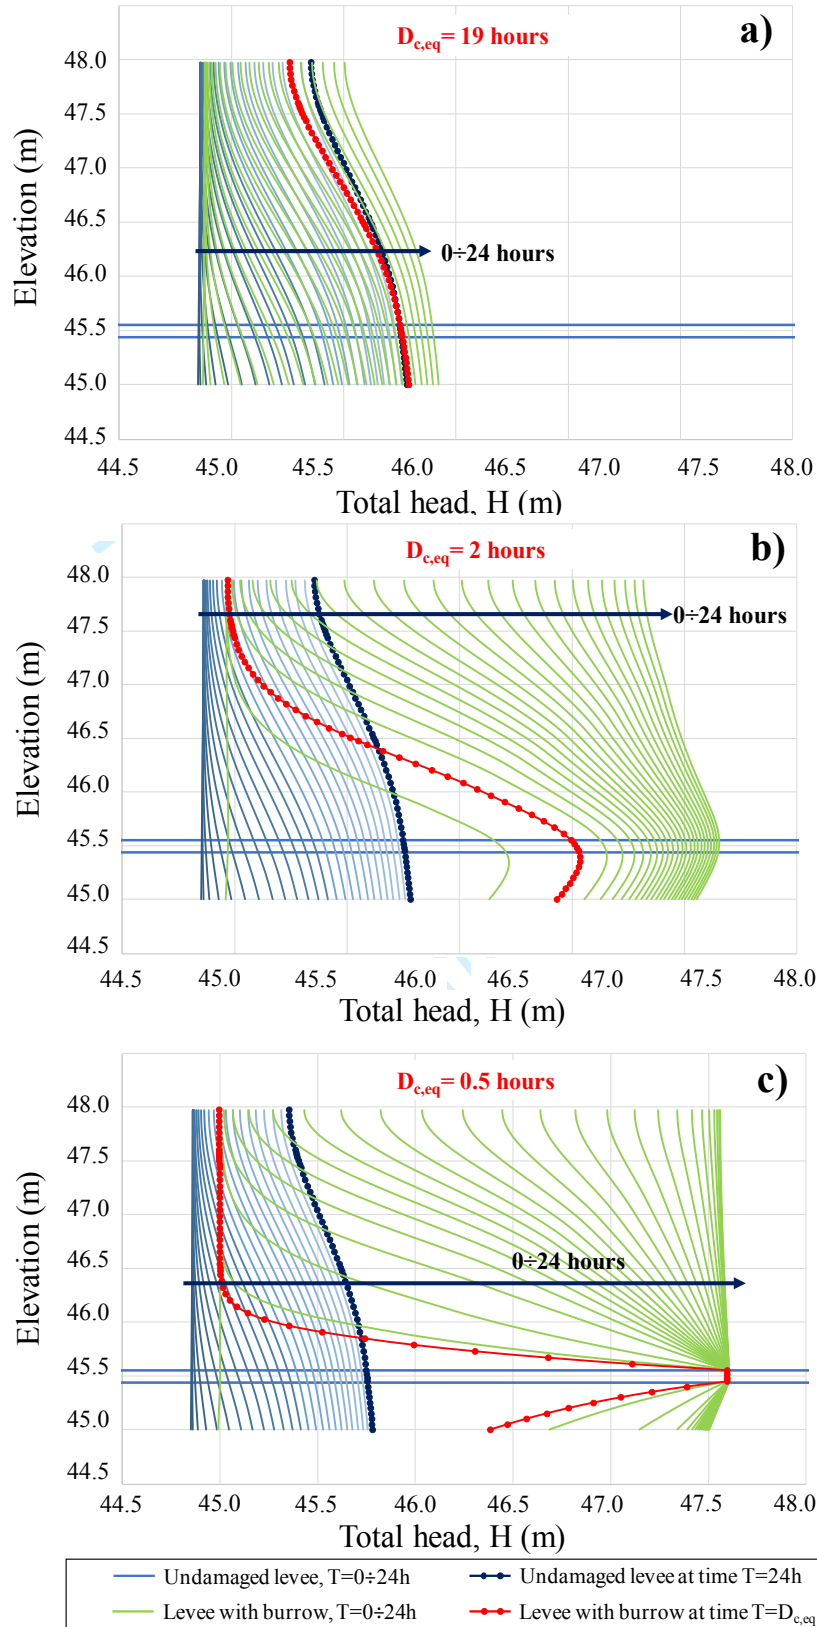 a)
D_c,eq= 19 hours
48.0
47.5
47.0
46.5
46.0
45.5
45.0
44.5
Elevation (m)
0÷24 hours
44.5 45.0 45.5 46.0 46.5 47.0 47.5 48.0
Total head, H (m)
b)
D_c,eq= 2 hours
48.0
47.5
47.0
46.5
46.0
45.5
45.0
44.5
Elevation (m)
0÷24 hours
44.5 45.0 45.5 46.0 46.5 47.0 47.5 48.0
Total head, H (m)
c)
D_c,eq= 0.5 hours
48.0
47.5
47.0
46.5
46.0
45.5
45.0
44.5
Elevation (m)
0÷24 hours
44.5 45.0 45.5 46.0 46.5 47.0 47.5 48.0
Total head, H (m)
Undamaged levee, T=0÷24h
Undamaged levee at time T=24h
Levee with burrow, T=0÷24h
Levee with burrow at time T=D_c,eq